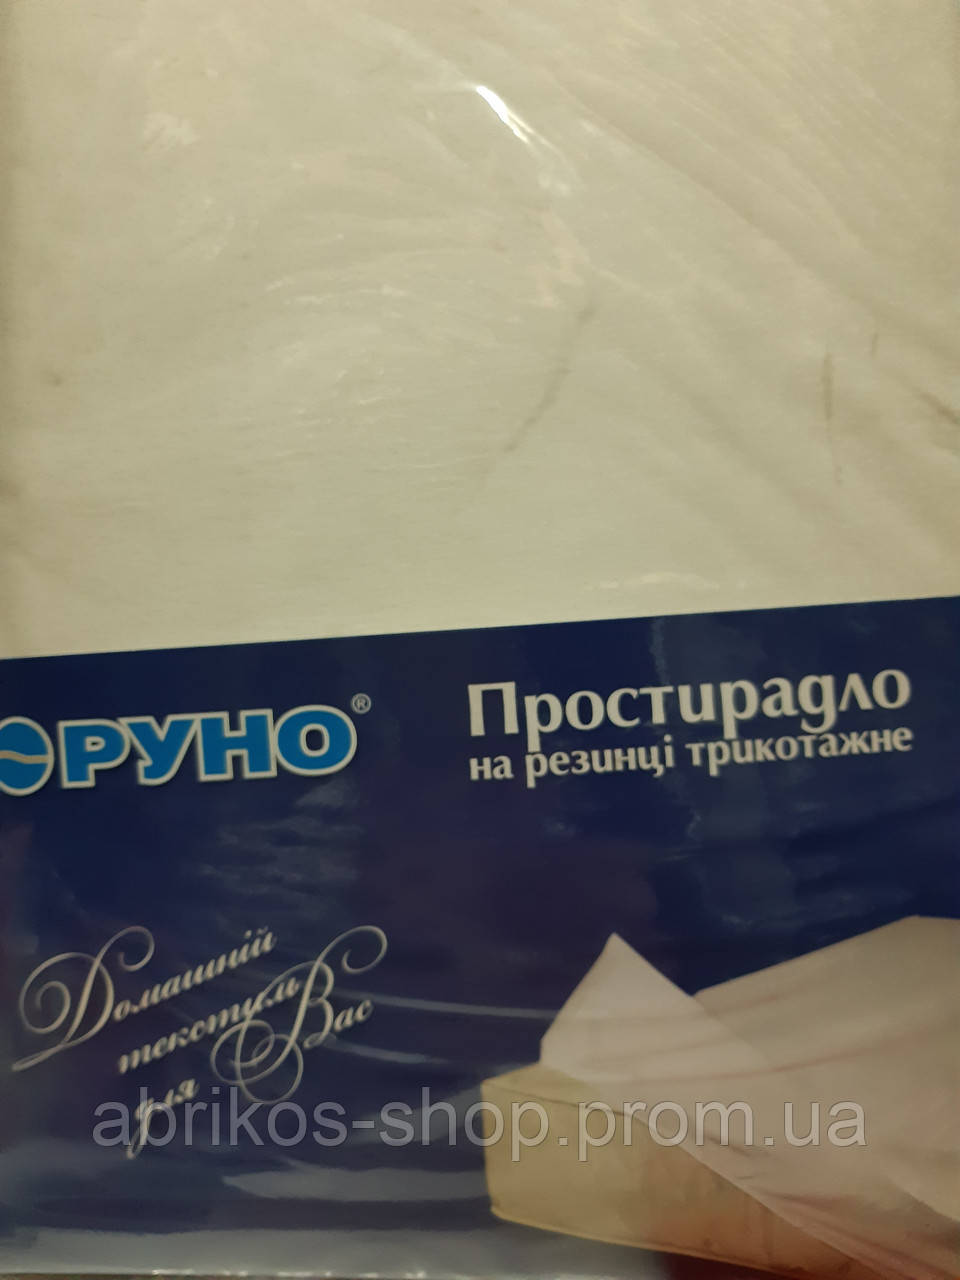 РУНО®
Простирадло
на резинці трикотажне
Домашній
текстиль
для Вас
abrikos-shop.prom.ua